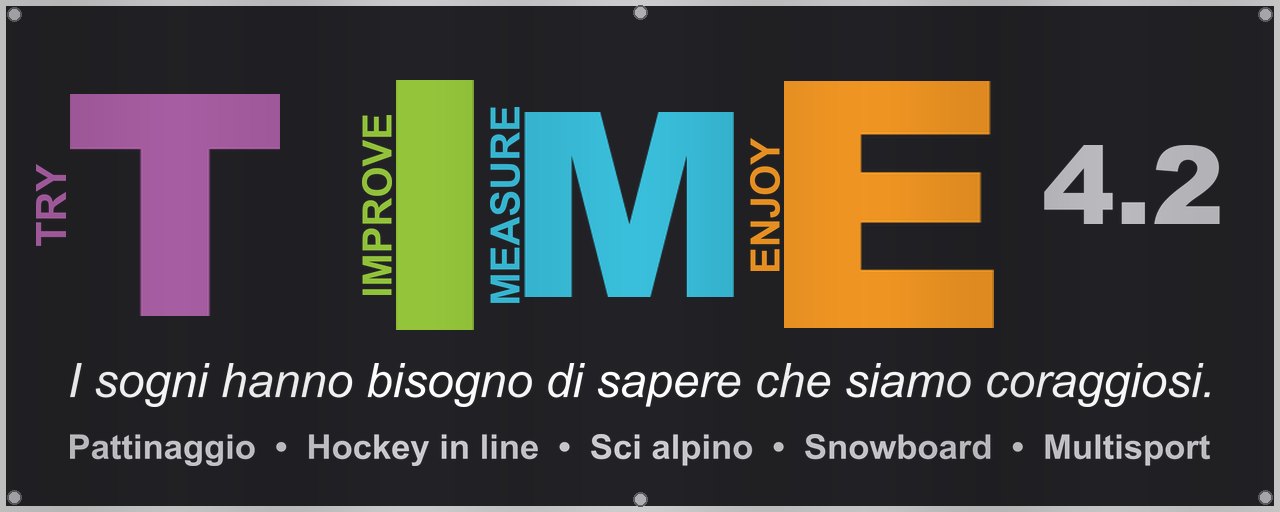 TRY T IMPROVE I MEASURE M ENJOY E 4.2
I sogni hanno bisogno di sapere che siamo coraggiosi.
Pattinaggio • Hockey in line • Sci alpino • Snowboard • Multisport